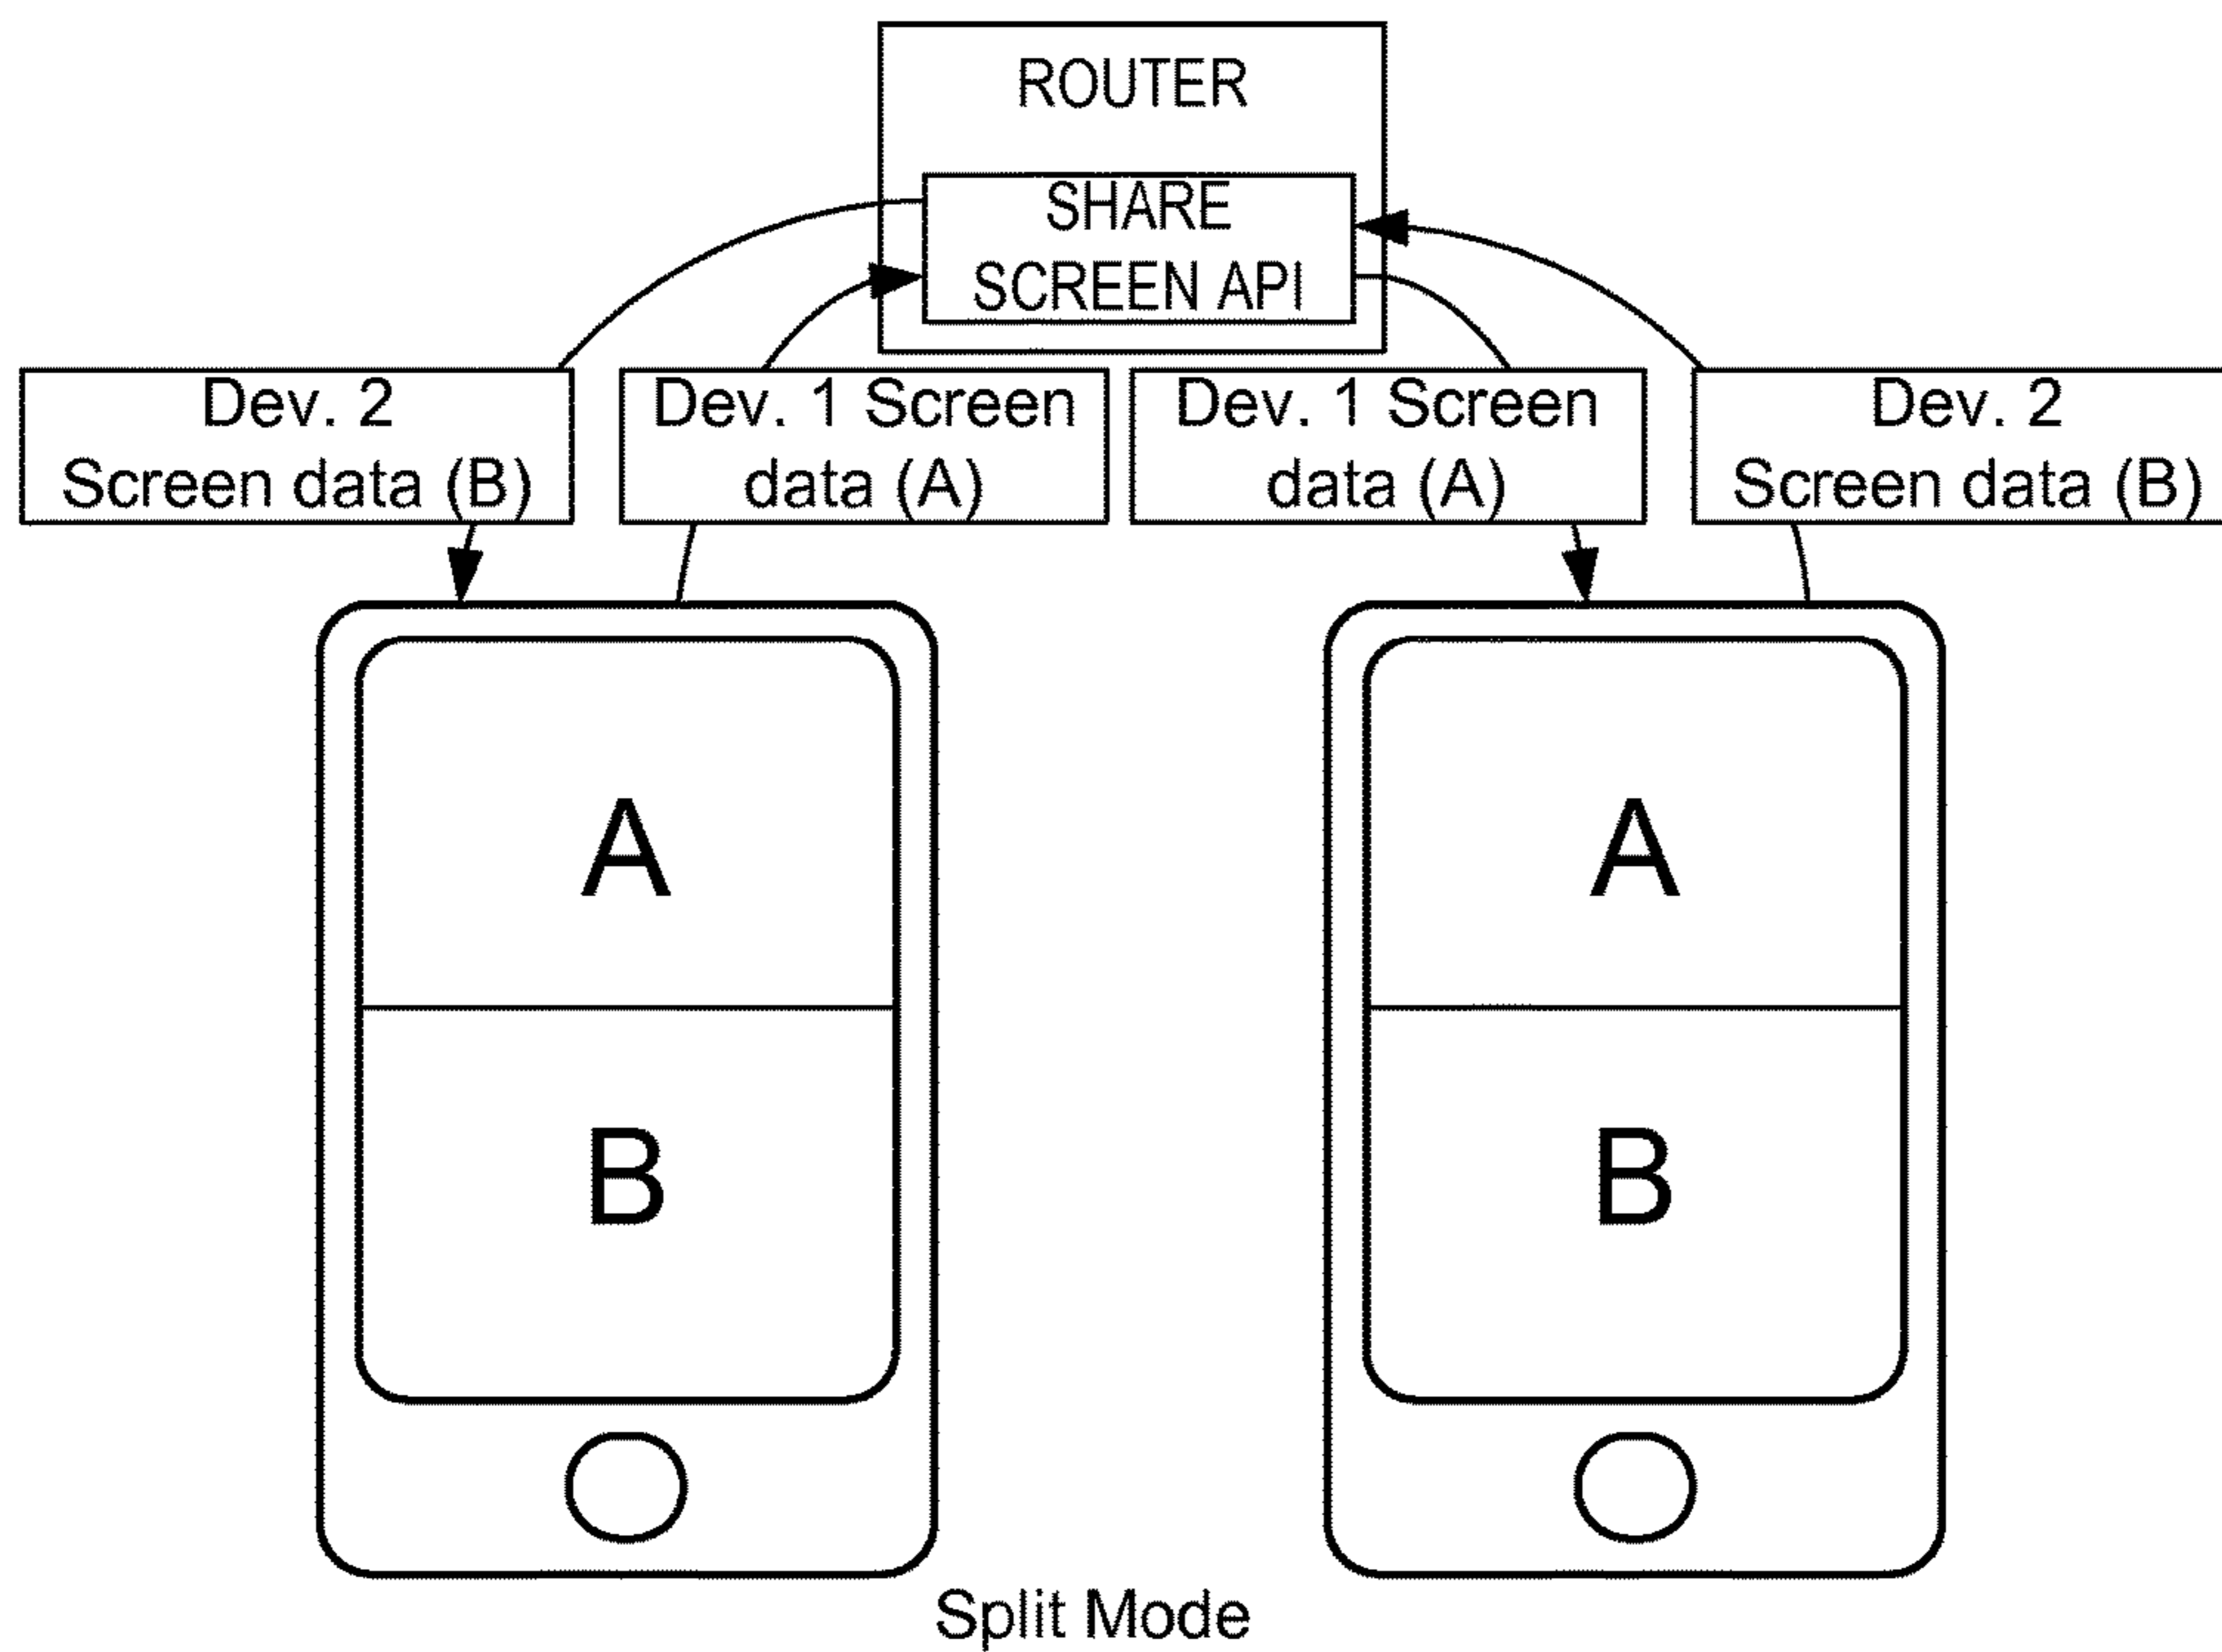 ROUTER
SHARE
SCREEN API
Dev. 2
Screen data (B)
Dev. 1 Screen
data (A)
Dev. 1 Screen
data (A)
Dev. 2
Screen data (B)
A
B
A
B
Split Mode